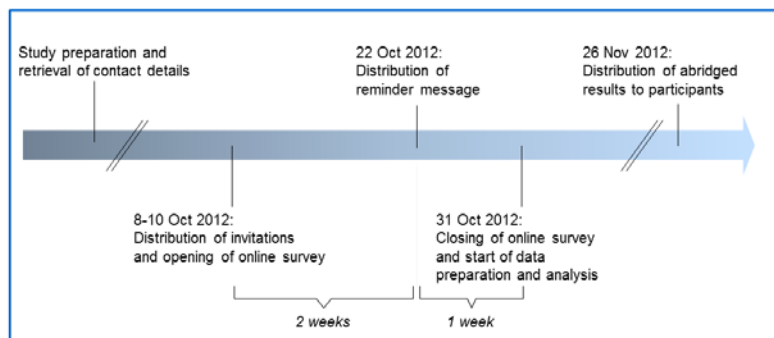 Study preparation and
retrieval of contact details
22 Oct 2012:
Distribution of
reminder message
26 Nov 2012:
Distribution of abridged
results to participants
8-10 Oct 2012:
Distribution of invitations
and opening of online survey
31 Oct 2012:
Closing of online survey
and start of data
preparation and analysis
2 weeks
1 week